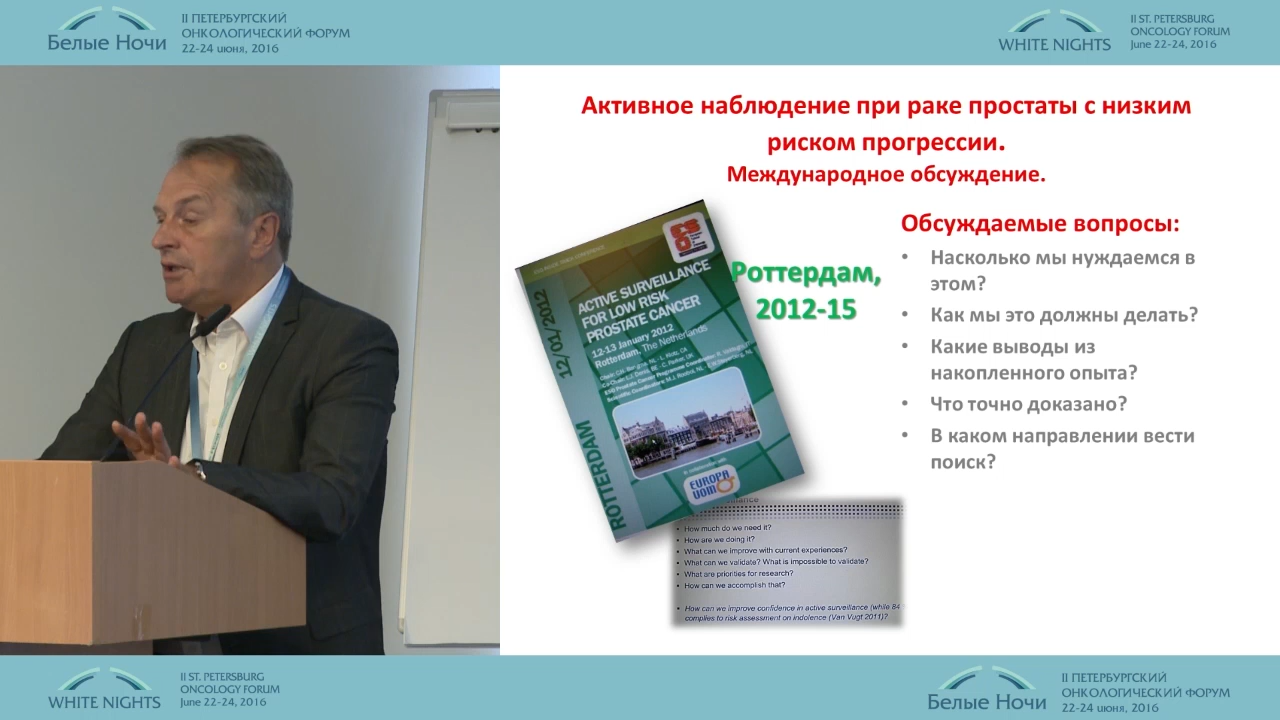 Белые Ночи
II ПЕТЕРБУРГСКИЙ
ОНКОЛОГИЧЕСКИЙ ФОРУМ
22-24 июня, 2016
WHITE NIGHTS
II ST. PETERSBURG
ONCOLOGY FORUM
June 22-24, 2016
Активное наблюдение при раке простаты с низким
риском прогрессии.
Международное обсуждение.
ACTIVE SURVEILLANCE
FOR LOW RISK
PROSTATE CANCER
12-13 January 2012
Rotterdam, The Netherlands
12/01/2012
ROTTERDAM
In collaboration with
EUROPA
UOMO
Роттердам,
2012-15
Обсуждаемые вопросы:
• Насколько мы нуждаемся в
этом?
• Как мы это должны делать?
• Какие выводы из
накопленного опыта?
• Что точно доказано?
• В каком направлении вести
поиск?
• How much do we need it?
• How are we doing it?
• What can we improve with current experiences?
• What can we validate? What is impossible to validate?
• What are priorities for research?
• How can we accomplish that?
• How can we improve confidence in active surveillance (while 84
complies to risk assessment on indolence (Van Vugt 2011)?
WHITE NIGHTS
II ST. PETERSBURG
ONCOLOGY FORUM
June 22-24, 2016
Белые Ночи
II ПЕТЕРБУРГСКИЙ
ОНКОЛОГИЧЕСКИЙ ФОРУМ
22-24 июня, 2016